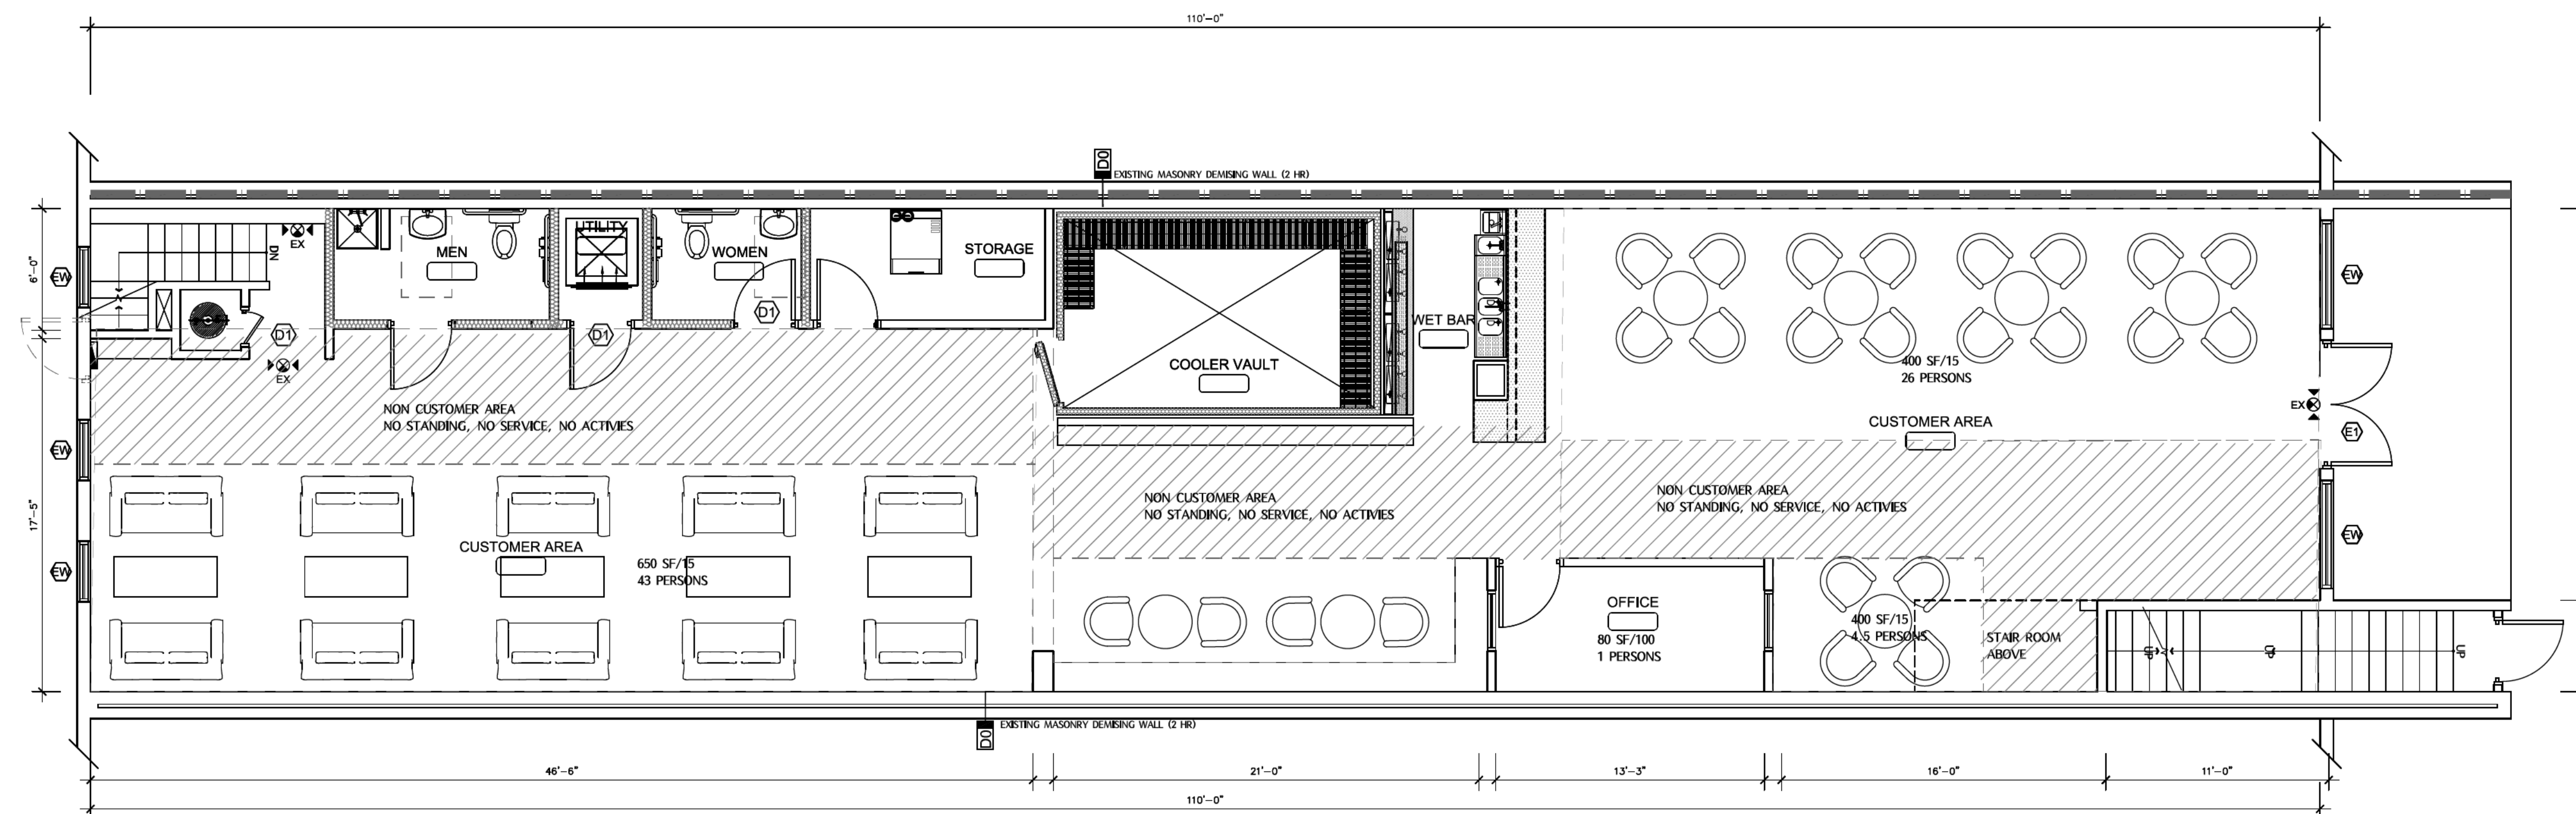 110'-0"
D0
EXISTING MASONRY DEMISING WALL (2 HR)
6'-0"
17'-5"
EW
EW
EW
DN
EX
D1
EX
MEN
UTILITY
D1
WOMEN
D1
STORAGE
COOLER VAULT
WET BAR
400 SF/15
26 PERSONS
CUSTOMER AREA
EX
EW
E1
EW
NON CUSTOMER AREA
NO STANDING, NO SERVICE, NO ACTIVIES
NON CUSTOMER AREA
NO STANDING, NO SERVICE, NO ACTIVIES
NON CUSTOMER AREA
NO STANDING, NO SERVICE, NO ACTIVIES
CUSTOMER AREA
650 SF/15
43 PERSONS
OFFICE
80 SF/100
1 PERSONS
400 SF/15
4.5 PERSONS
STAIR ROOM
ABOVE
UP
UP
UP
D0
EXISTING MASONRY DEMISING WALL (2 HR)
46'-6"
21'-0"
13'-3"
16'-0"
11'-0"
110'-0"